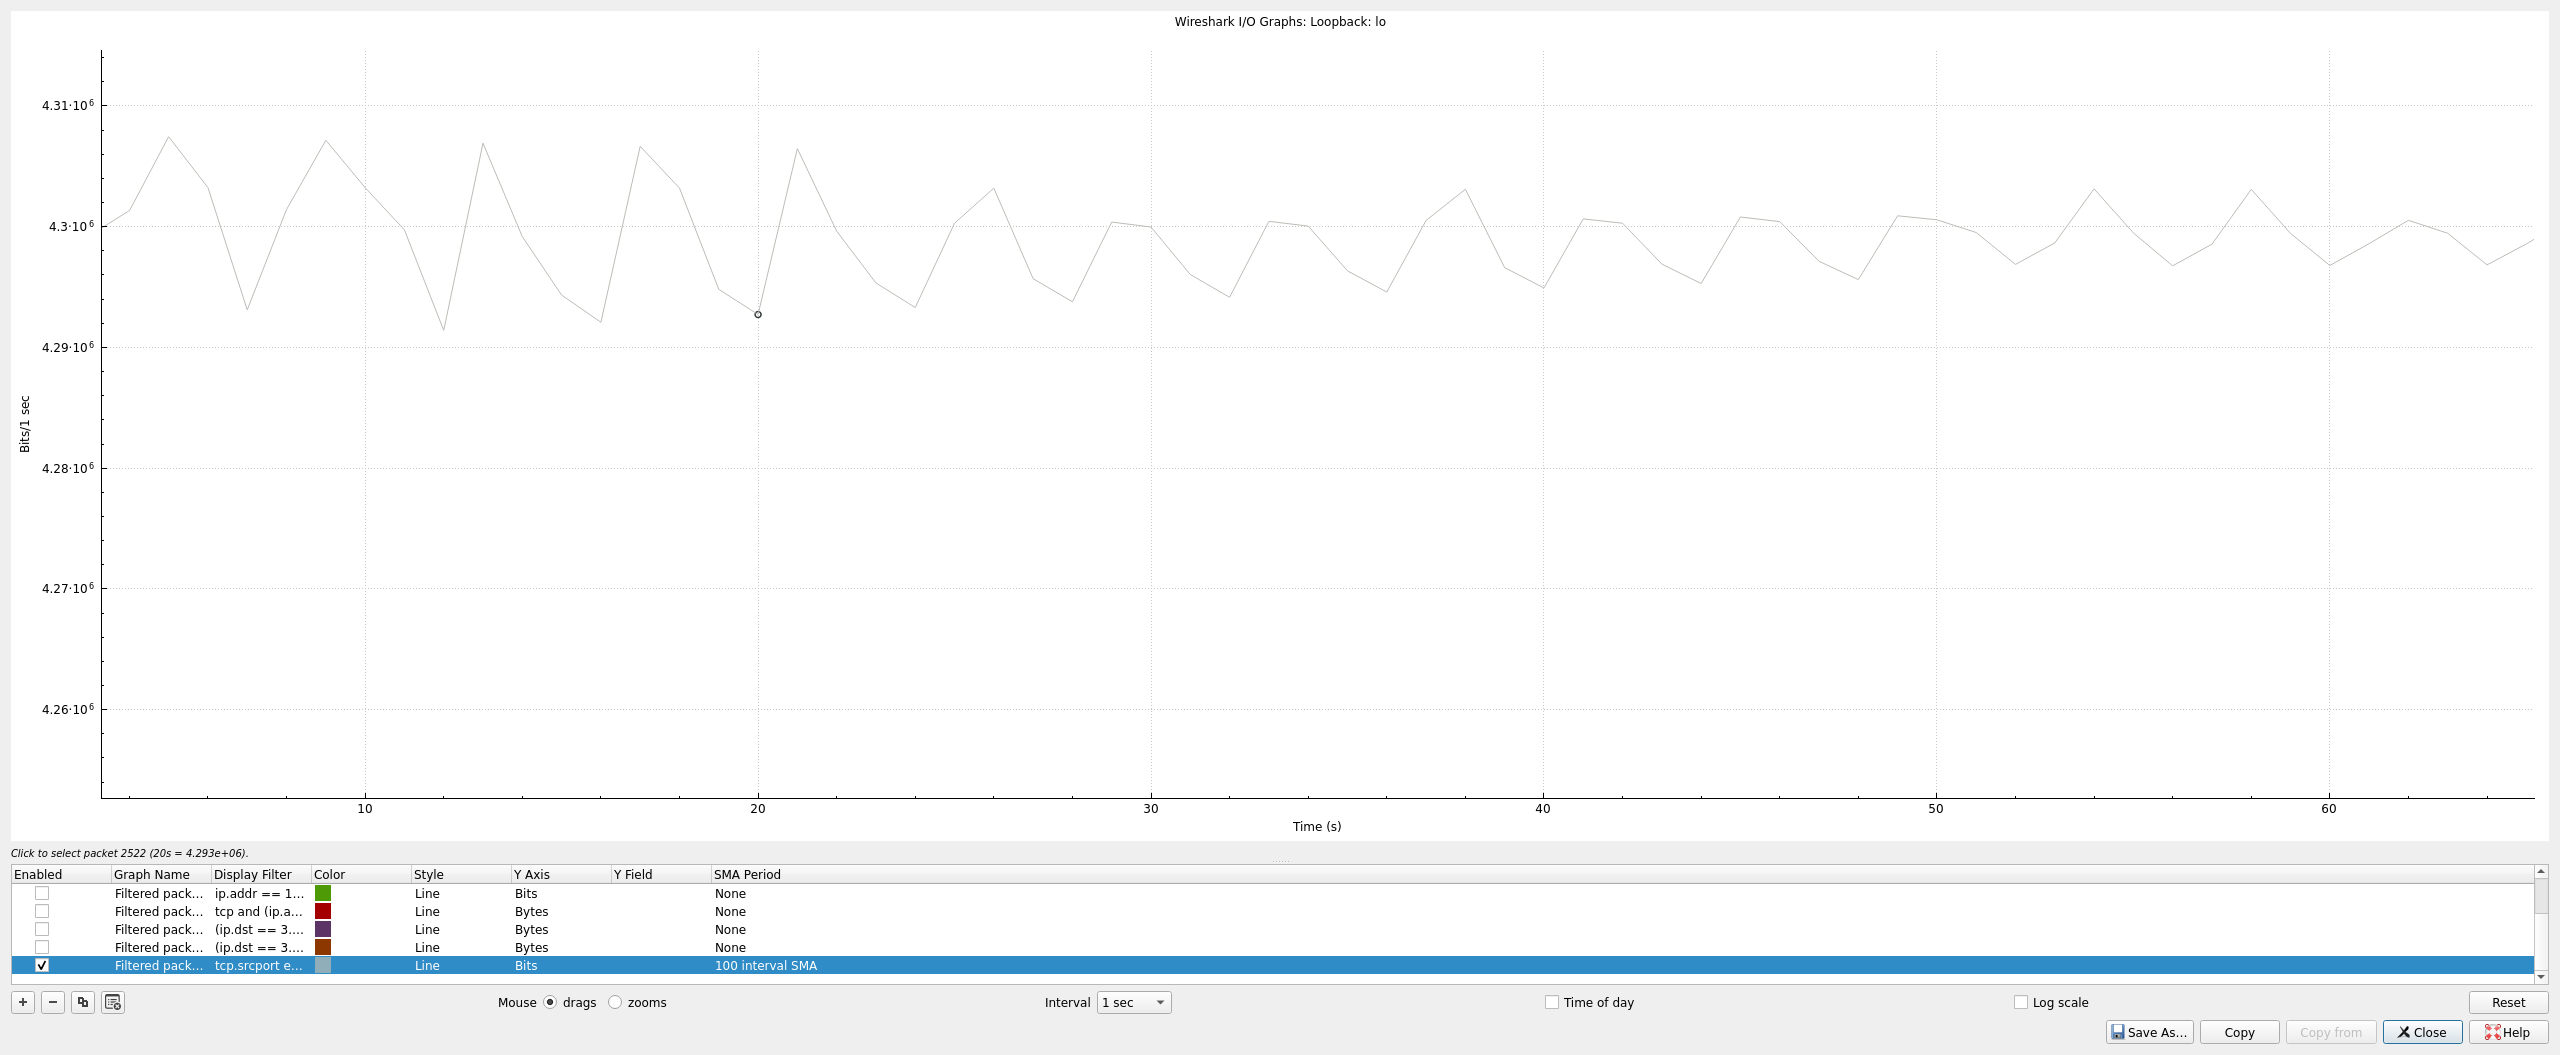 Wireshark I/O Graphs: Loopback: lo
4.31·10⁶
4.3·10⁶
4.29·10⁶
4.28·10⁶
4.27·10⁶
4.26·10⁶
Bits/1 sec
10 20 30 40 50 60
Time (s)
Click to select packet 2522 (20s = 4.293e+06).
Enabled Graph Name Display Filter Color Style Y Axis Y Field SMA Period
Filtered pack... ip.addr == 1... Line Bits None
Filtered pack... tcp and (ip.a... Line Bytes None
Filtered pack... (ip.dst == 3.... Line Bytes None
Filtered pack... (ip.dst == 3.... Line Bytes None
Filtered pack... tcp.srcport e... Line Bits 100 interval SMA
Mouse drags zooms Interval 1 sec Time of day Log scale Reset
Save As... Copy Copy from Close Help